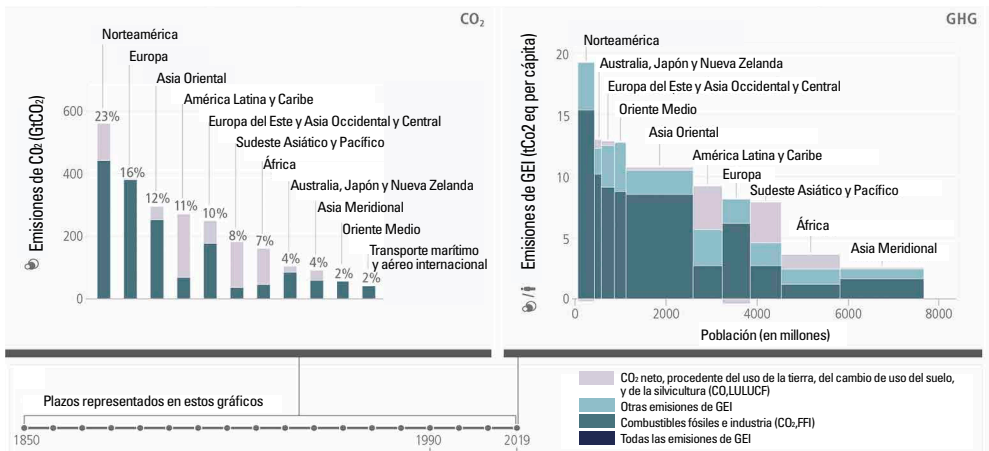 CO₂
Norteamérica
Europa
Asia Oriental
América Latina y Caribe
Europa del Este y Asia Occidental y Central
Sudeste Asiático y Pacífico
África
Australia, Japón y Nueva Zelanda
Asia Meridional
Oriente Medio
Transporte marítimo
y aéreo internacional
Emisiones de CO₂ (GtCO₂)
600
400
200
0
23%
16%
12%
11%
10%
8%
7%
4%
4%
2%
2%
GHG
Norteamérica
Australia, Japón y Nueva Zelanda
Europa del Este y Asia Occidental y Central
Oriente Medio
Asia Oriental
América Latina y Caribe
Europa
Sudeste Asiático y Pacífico
África
Asia Meridional
Emisiones de GEI (tCo2 eq per cápita)
20
15
10
5
0
0
2000
4000
6000
8000
Población (en millones)
Plazos representados en estos gráficos
1850
1990
2019
CO₂ neto, procedente del uso de la tierra, del cambio de uso del suelo,
y de la silvicultura (CO,LULUCF)
Otras emisiones de GEI
Combustibles fósiles e industria (CO₂,FFI)
Todas las emisiones de GEI